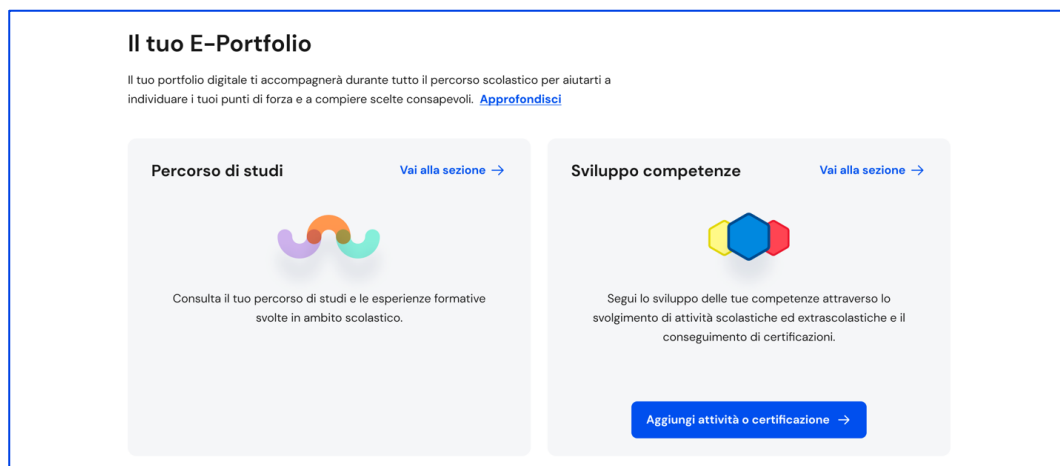 Il tuo E-Portfolio
Il tuo portfolio digitale ti accompagnerà durante tutto il percorso scolastico per aiutarti a
individuare i tuoi punti di forza e a compiere scelte consapevoli. Approfondisci
Percorso di studi
Vai alla sezione →
Consulta il tuo percorso di studi e le esperienze formative
svolte in ambito scolastico.
Sviluppo competenze
Vai alla sezione →
Segui lo sviluppo delle tue competenze attraverso lo
svolgimento di attività scolastiche ed extrascolastiche e il
conseguimento di certificazioni.
Aggiungi attività o certificazione →